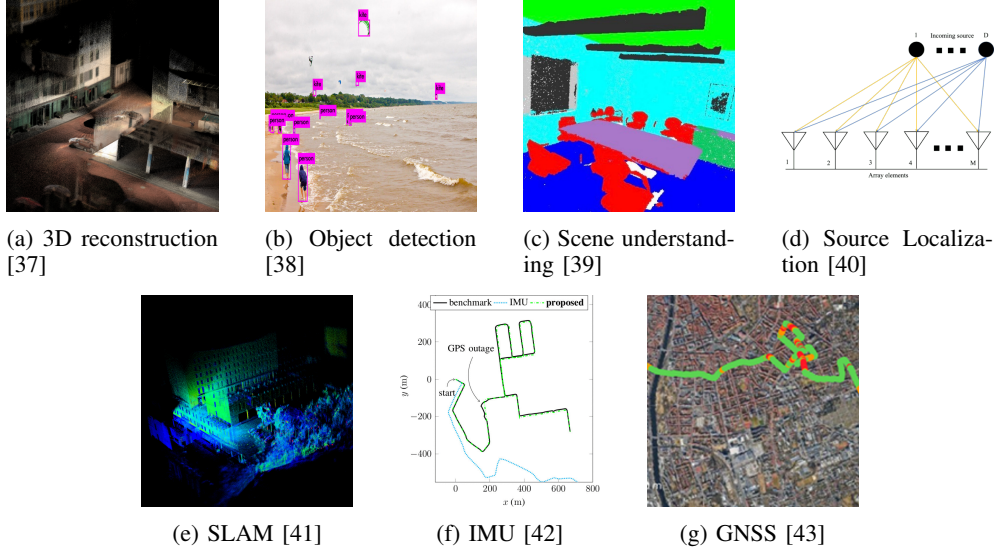 kite
kite
kite
kite
person
person
person
person
person
1 Incoming source D
1 2 3 4 M
Array elements
(a) 3D reconstruction
[37]
(b) Object detection
[38]
(c) Scene understand-
ing [39]
(d) Source Localiza-
tion [40]
benchmark IMU proposed
400
200
0
−200
−400
y (m)
GPS outage
start
0 200 400 600 800
x (m)
(e) SLAM [41]
(f) IMU [42]
(g) GNSS [43]